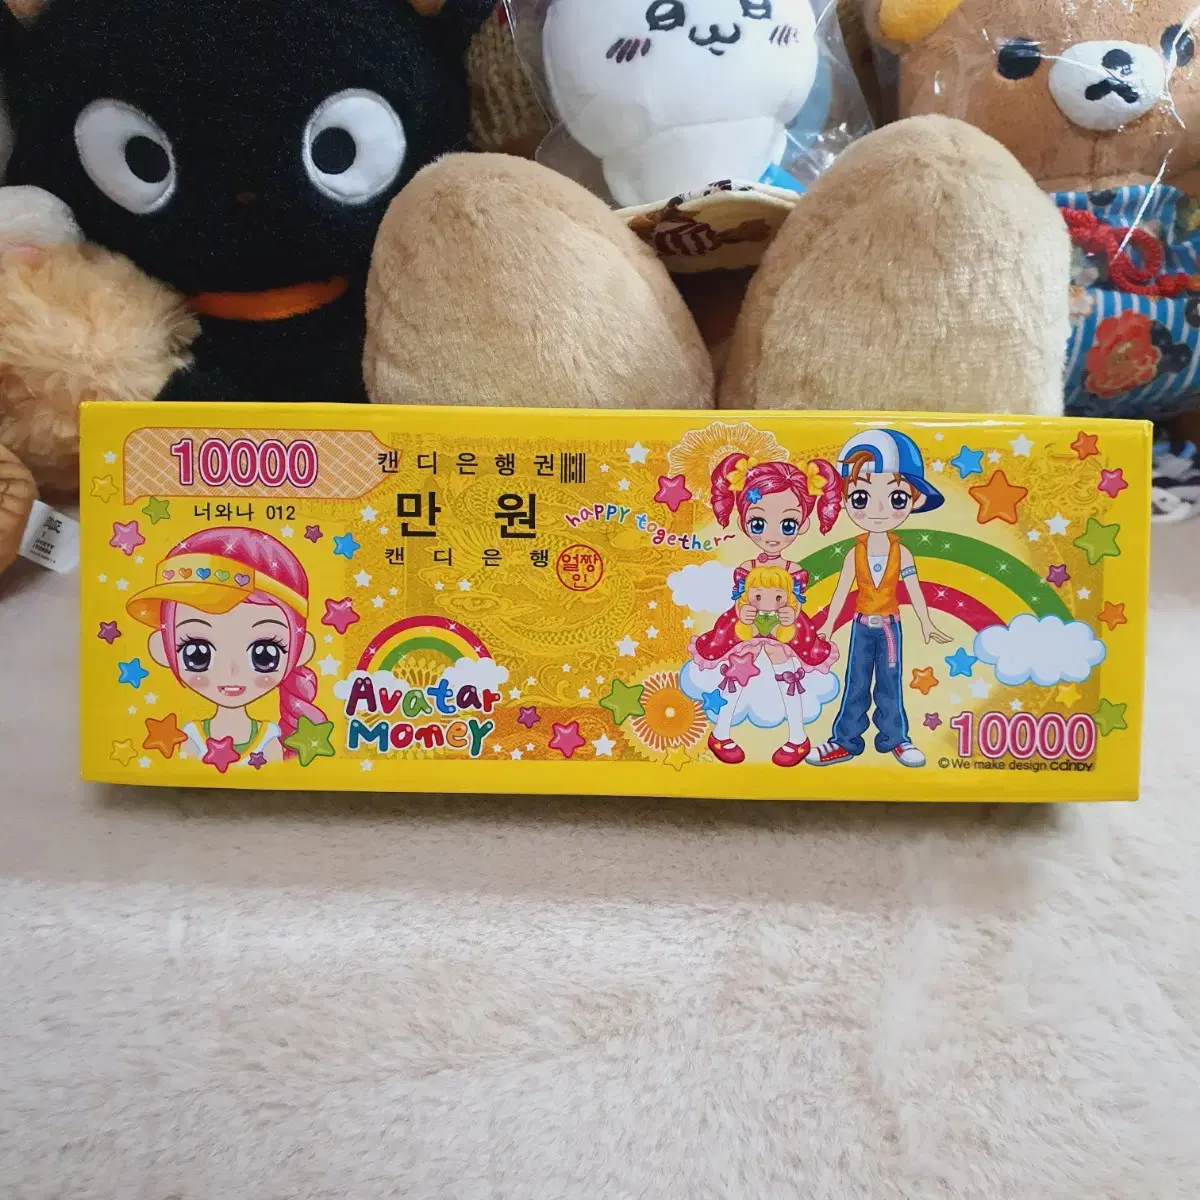 10000
캔디은행권
너와나 012
만 원
캔디은행
얼짱
인
happy together~
Avatar
Money
10000
© We make design candy